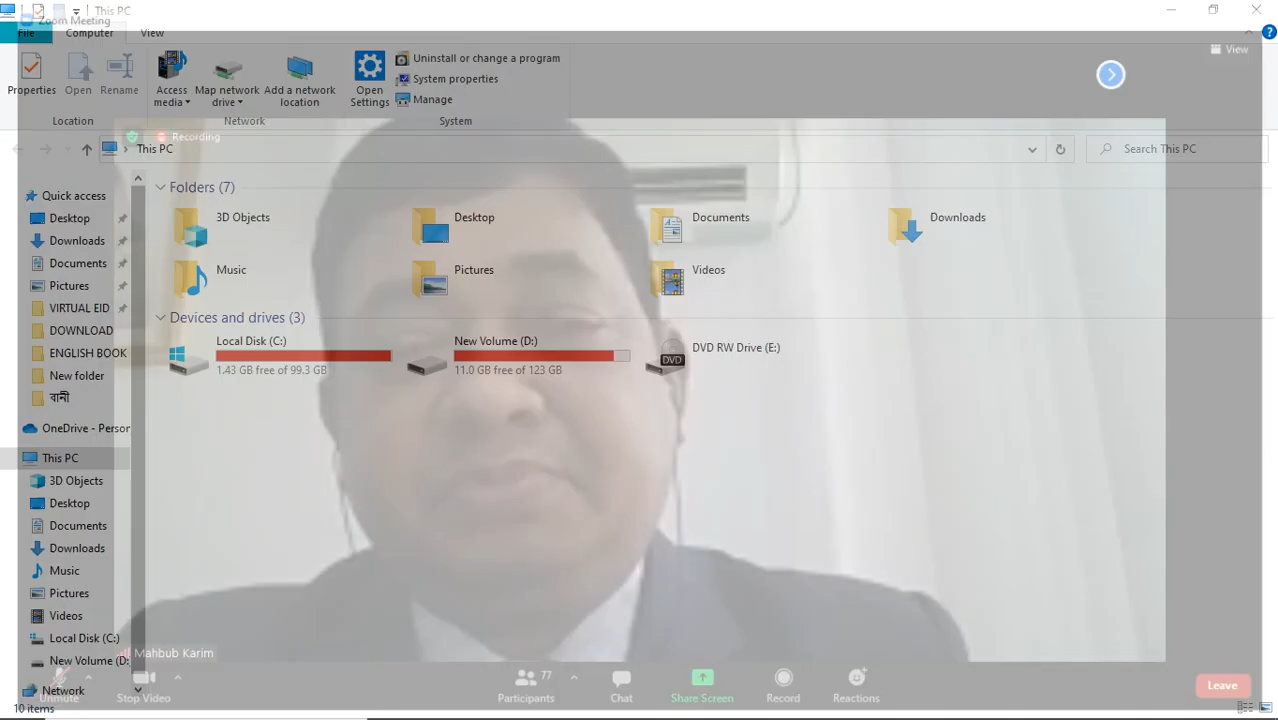 This PC
Zoom Meeting
File
Computer
View
View
Properties
Open
Rename
Access media
Map network drive
Add a network location
Open Settings
Uninstall or change a program
System properties
Manage
Location
Network
System
Recording
This PC
Search This PC
Quick access
Desktop
Downloads
Documents
Pictures
VIRTUAL EID
DOWNLOAD
ENGLISH BOOK
New folder
বানী
OneDrive - Person
This PC
3D Objects
Desktop
Documents
Downloads
Music
Pictures
Videos
Local Disk (C:)
New Volume (D:
Network
Folders (7)
3D Objects
Desktop
Documents
Downloads
Music
Pictures
Videos
Devices and drives (3)
Local Disk (C:)
1.43 GB free of 99.3 GB
New Volume (D:)
11.0 GB free of 123 GB
DVD RW Drive (E:)
DVD
Mahbub Karim
Unmute
Stop Video
77
Participants
Chat
Share Screen
Record
Reactions
Leave
10 items